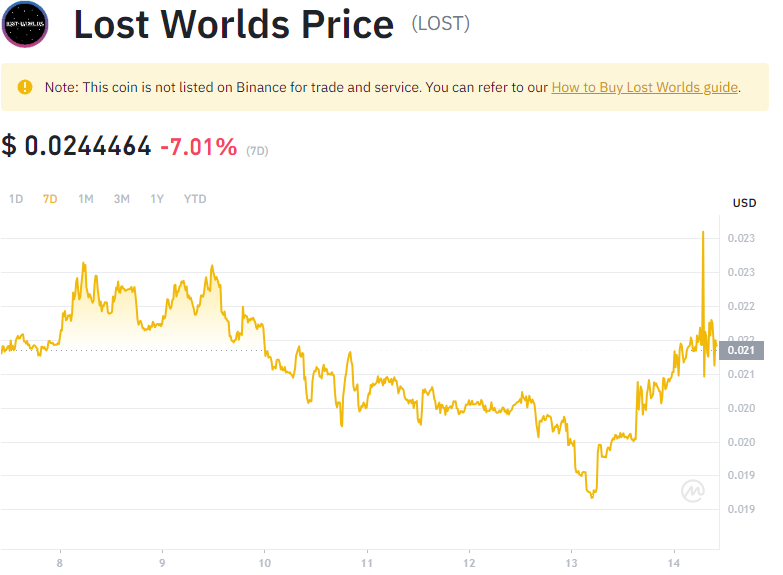 LOST WORLDS
Lost Worlds Price (LOST)
Note: This coin is not listed on Binance for trade and service. You can refer to our How to Buy Lost Worlds guide.
$ 0.0244464 -7.01% (7D)
1D 7D 1M 3M 1Y YTD
USD
0.023
0.023
0.022
0.022
0.021
0.021
0.020
0.020
0.019
0.019
8 9 10 11 12 13 14